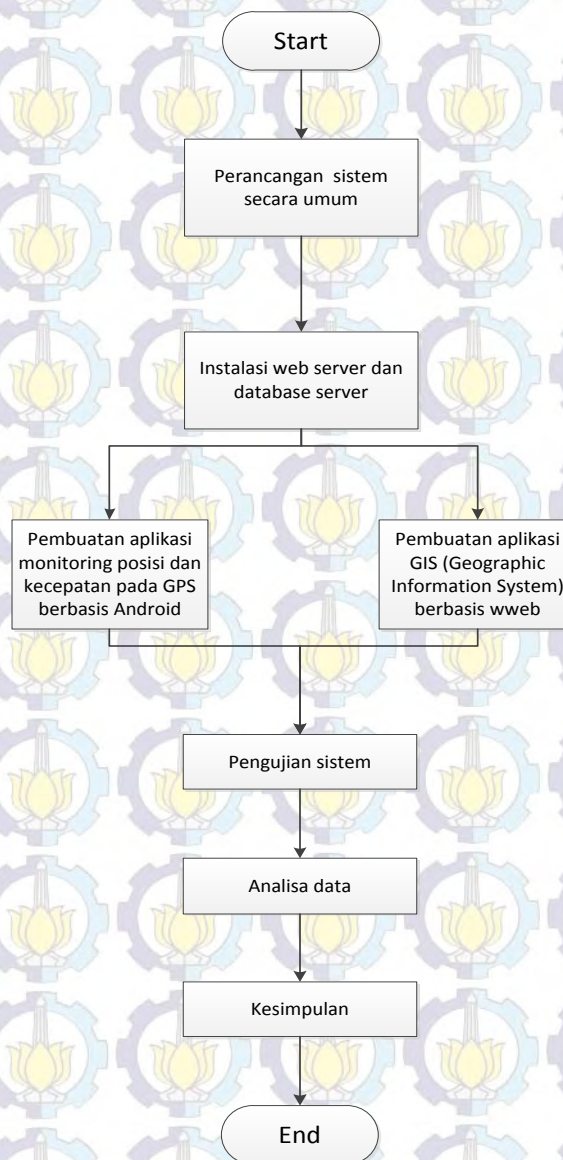 Start
Perancangan sistem
secara umum
Instalasi web server dan
database server
Pembuatan aplikasi
monitoring posisi dan
kecepatan pada GPS
berbasis Android
Pembuatan aplikasi
GIS (Geographic
Information System)
berbasis wweb
Pengujian sistem
Analisa data
Kesimpulan
End